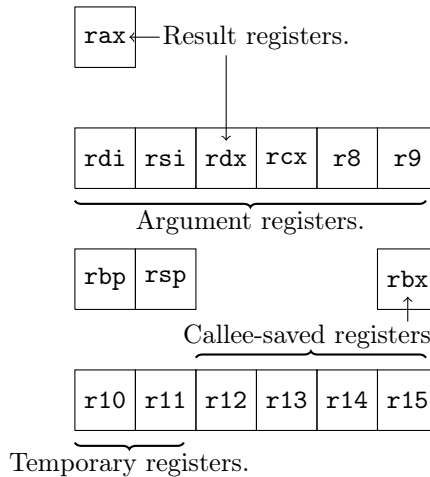 rax Result registers.
rdi rsi rdx rcx r8 r9
Argument registers.
rbp rsp rbx
Callee-saved registers
r10 r11 r12 r13 r14 r15
Temporary registers.